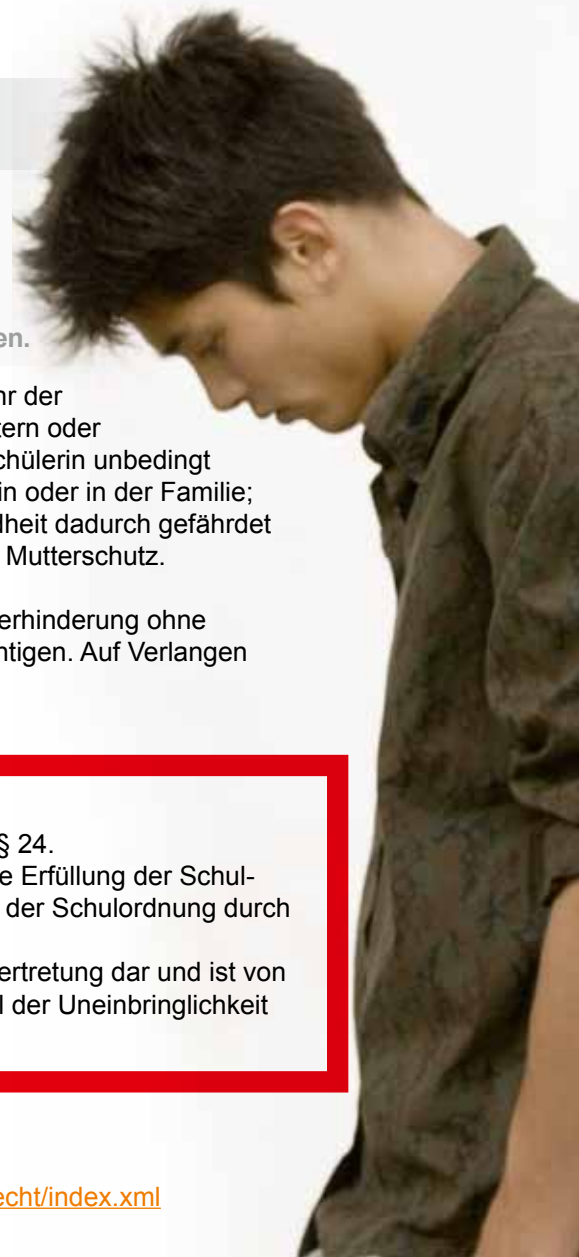 en.
hr der
tern oder
chülerin unbedingt
in oder in der Familie;
dheit dadurch gefährdet
Mutterschutz.
erhinderung ohne
htigen. Auf Verlangen
§ 24.
e Erfüllung der Schul-
der Schulordnung durch
ertretung dar und ist von
l der Uneinbringlichkeit
echt/index.xml